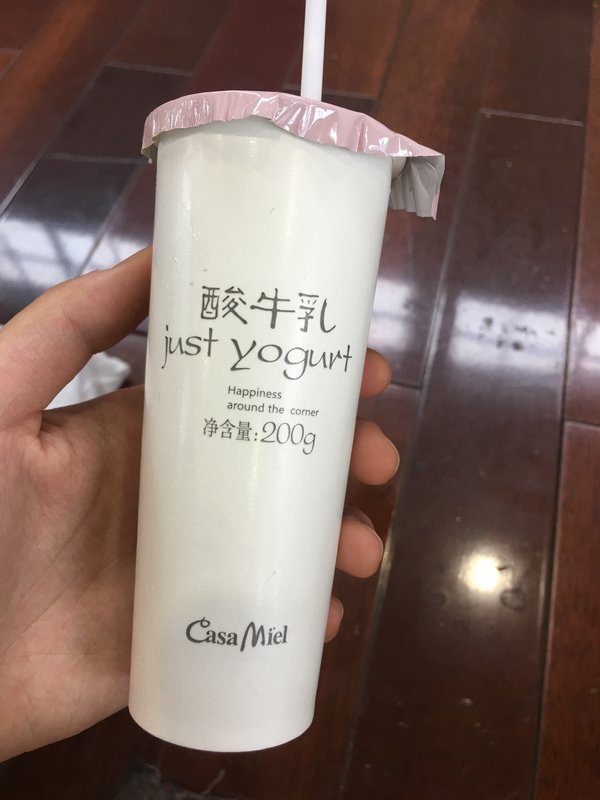 酸牛乳
just yogurt
Happiness
around the corner
净含量:200g
Casa Miel